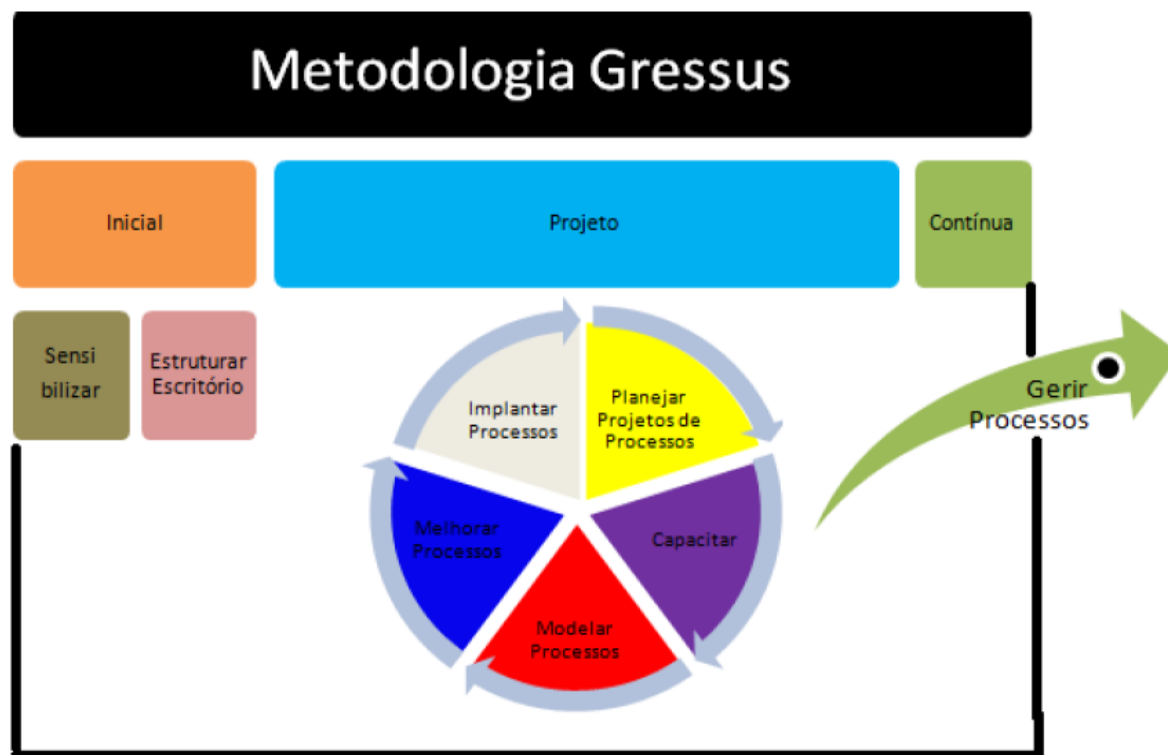 Metodologia Gressus
Inicial
Projeto
Contínua
Sensi
bilizar
Estruturar
Escritório
Implantar
Processos
Planejar
Projetos de
Processos
Capacitar
Modelar
Processos
Melhorar
Processos
Gerir
Processos